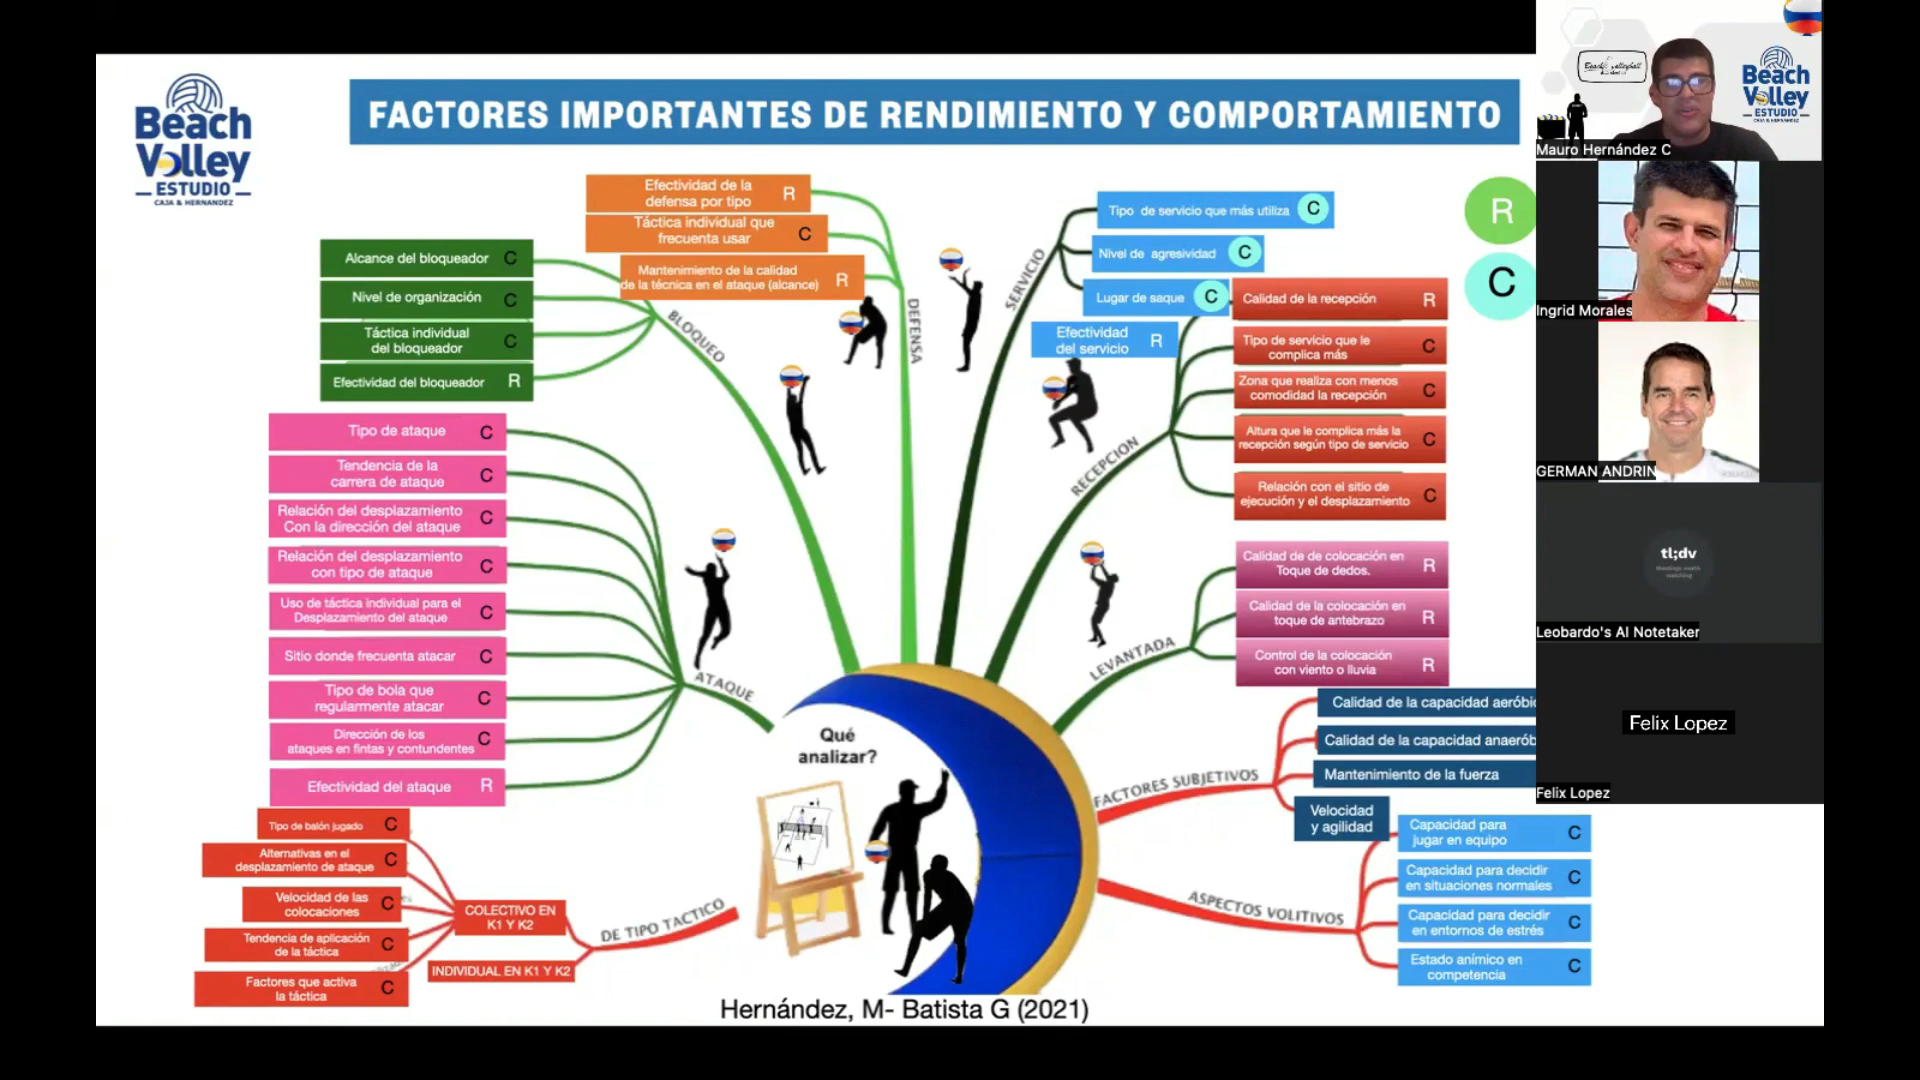 Beach
Volley
ESTUDIO
CAJA & HERNANDEZ
FACTORES IMPORTANTES DE RENDIMIENTO Y COMPORTAMIENTO
Efectividad de la
defensa por tipo R
Táctica individual que
frecuenta usar C
Mantenimiento de la calidad
de la técnica en el ataque (alcance) R
DEFENSA
Alcance del bloqueador C
Nivel de organización C
Táctica individual
del bloqueador C
Efectividad del bloqueador R
BLOQUEO
Tipo de servicio que más utiliza C
Nivel de agresividad C
Lugar de saque C
Efectividad
del servicio R
SERVICIO
R
C
Calidad de la recepción R
Tipo de servicio que le
complica más C
Zona que realiza con menos
comodidad la recepción C
Altura que le complica más la
recepción según tipo de servicio C
Relación con el sitio de
ejecución y el desplazamiento C
RECEPCION
Tipo de ataque C
Tendencia de la
carrera de ataque C
Relación del desplazamiento
Con la dirección del ataque C
Relación del desplazamiento
con tipo de ataque C
Uso de táctica individual para el
Desplazamiento del ataque C
Sitio donde frecuenta atacar C
Tipo de bola que
regularmente atacar C
Dirección de los
ataques en fintas y contundentes C
Efectividad del ataque R
ATAQUE
Calidad de de colocación en
Toque de dedos. R
Calidad de la colocación en
toque de antebrazo R
Control de la colocación
con viento o lluvia R
LEVANTADA
Qué
analizar?
Calidad de la capacidad aeróbic
Calidad de la capacidad anaerób
Mantenimiento de la fuerza
Velocidad
y agilidad
FACTORES SUBJETIVOS
Capacidad para
jugar en equipo C
Capacidad para decidir
en situaciones normales C
Capacidad para decidir
en entornos de estrés C
Estado anímico en
competencia C
ASPECTOS VOLITIVOS
Tipo de balón jugado C
Alternativas en el
desplazamiento de ataque C
Velocidad de las
colocaciones C
Tendencia de aplicación
de la táctica C
Factores que activa
la táctica C
COLECTIVO EN
K1 Y K2
INDIVIDUAL EN K1 Y K2
DE TIPO TACTICO
Hernández, M- Batista G (2021)
Beach
Volley
ESTUDIO
CAJA & HERNANDEZ
Mauro Hernández C
Ingrid Morales
GERMAN ANDRIN
tl;dv
Leobardo's AI Notetaker
Felix Lopez
Felix Lopez